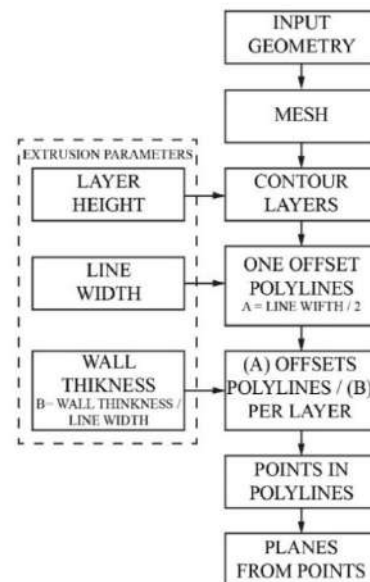 INPUT
GEOMETRY
MESH
EXTRUSION PARAMETERS
LAYER
HEIGHT
CONTOUR
LAYERS
LINE
WIDTH
ONE OFFSET
POLYLINES
A = LINE WIFTH / 2
WALL
THIKNESS
B= WALL THINKNESS /
LINE WIDTH
(A) OFFSETS
POLYLINES / (B)
PER LAYER
POINTS IN
POLYLINES
PLANES
FROM POINTS